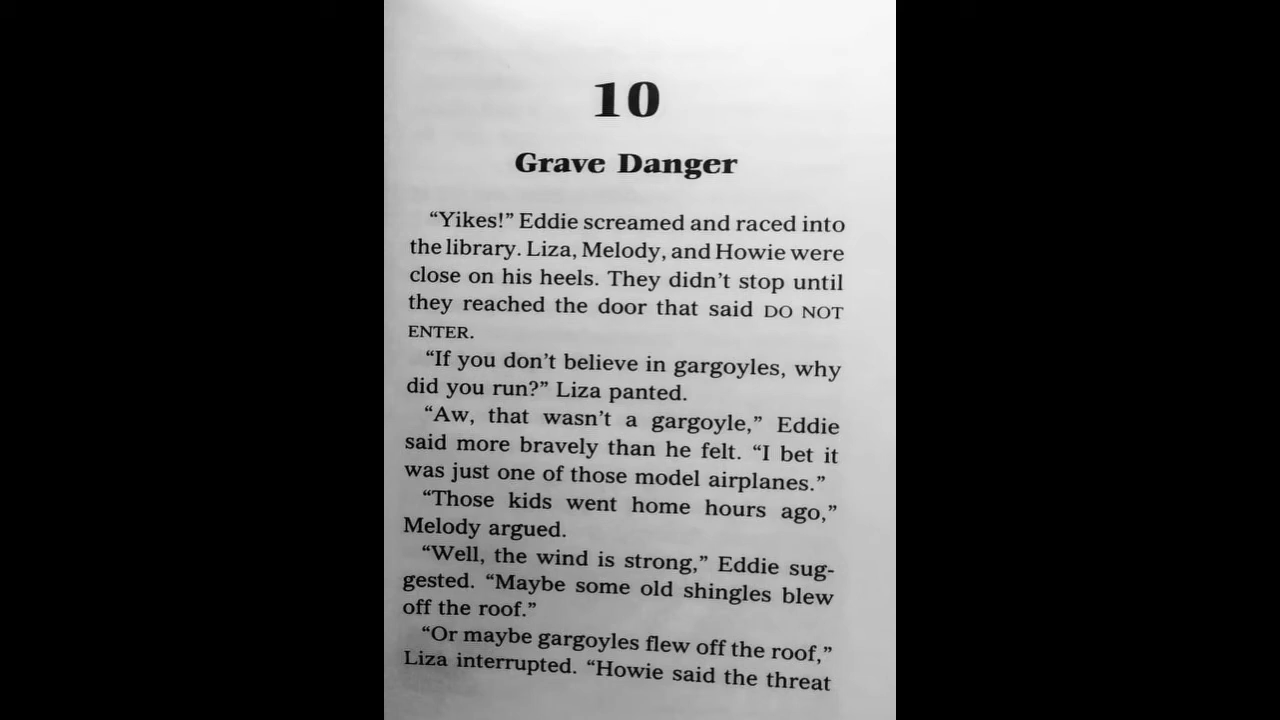 10
Grave Danger
“Yikes!” Eddie screamed and raced into
the library. Liza, Melody, and Howie were
close on his heels. They didn’t stop until
they reached the door that said DO NOT
ENTER.
“If you don’t believe in gargoyles, why
did you run?” Liza panted.
“Aw, that wasn’t a gargoyle,” Eddie
said more bravely than he felt. “I bet it
was just one of those model airplanes.”
“Those kids went home hours ago,”
Melody argued.
“Well, the wind is strong,” Eddie sug-
gested. “Maybe some old shingles blew
off the roof.”
“Or maybe gargoyles flew off the roof,”
Liza interrupted. “Howie said the threat